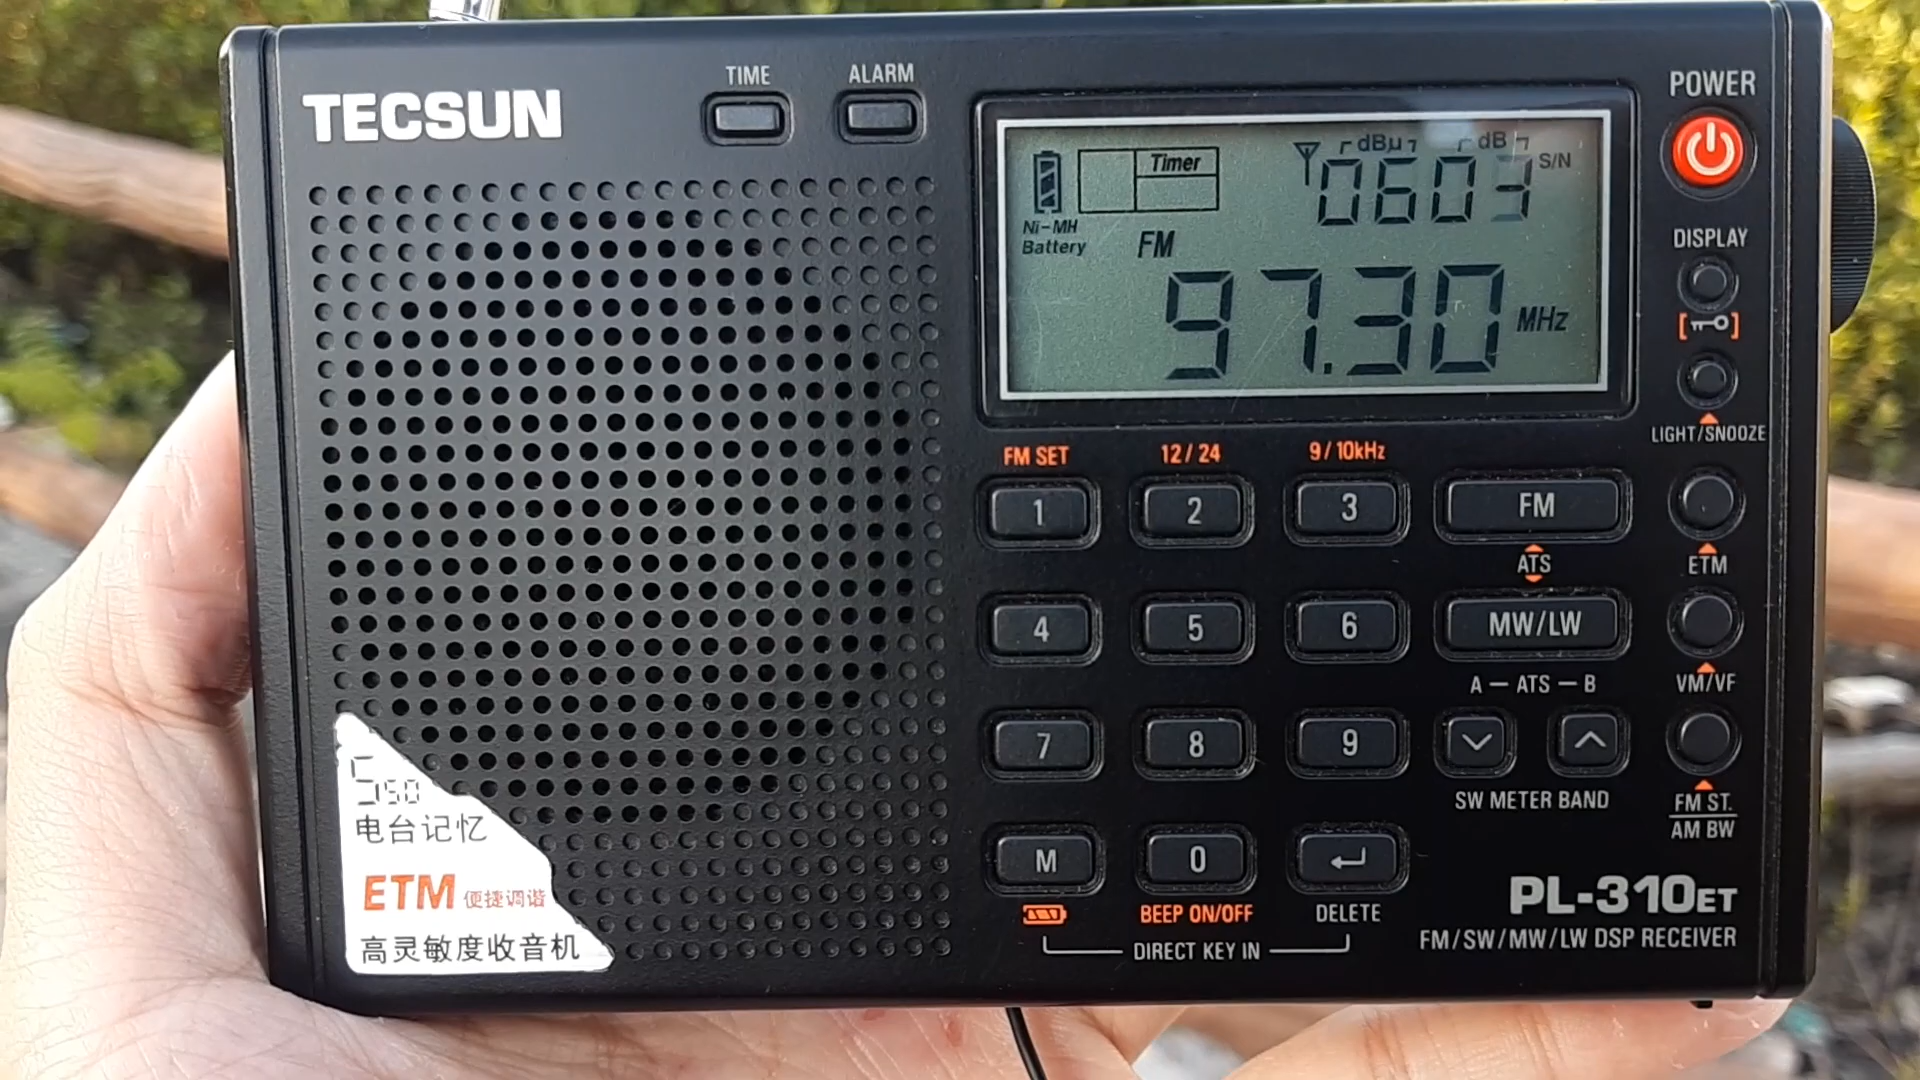 TIME
ALARM
POWER
TECSUN
Timer
dBµ
dB
S/N
Ni-MH
Battery
FM
97.30
MHz
DISPLAY
LIGHT/SNOOZE
FM SET
12/24
9/10kHz
1
2
3
FM
ATS
ETM
4
5
6
MW/LW
A — ATS — B
VM/VF
7
8
9
SW METER BAND
FM ST.
AM BW
M
0
BEEP ON/OFF
DELETE
DIRECT KEY IN
PL-310ET
FM/SW/MW/LW DSP RECEIVER
550
电台记忆
ETM 便捷调谐
高灵敏度收音机